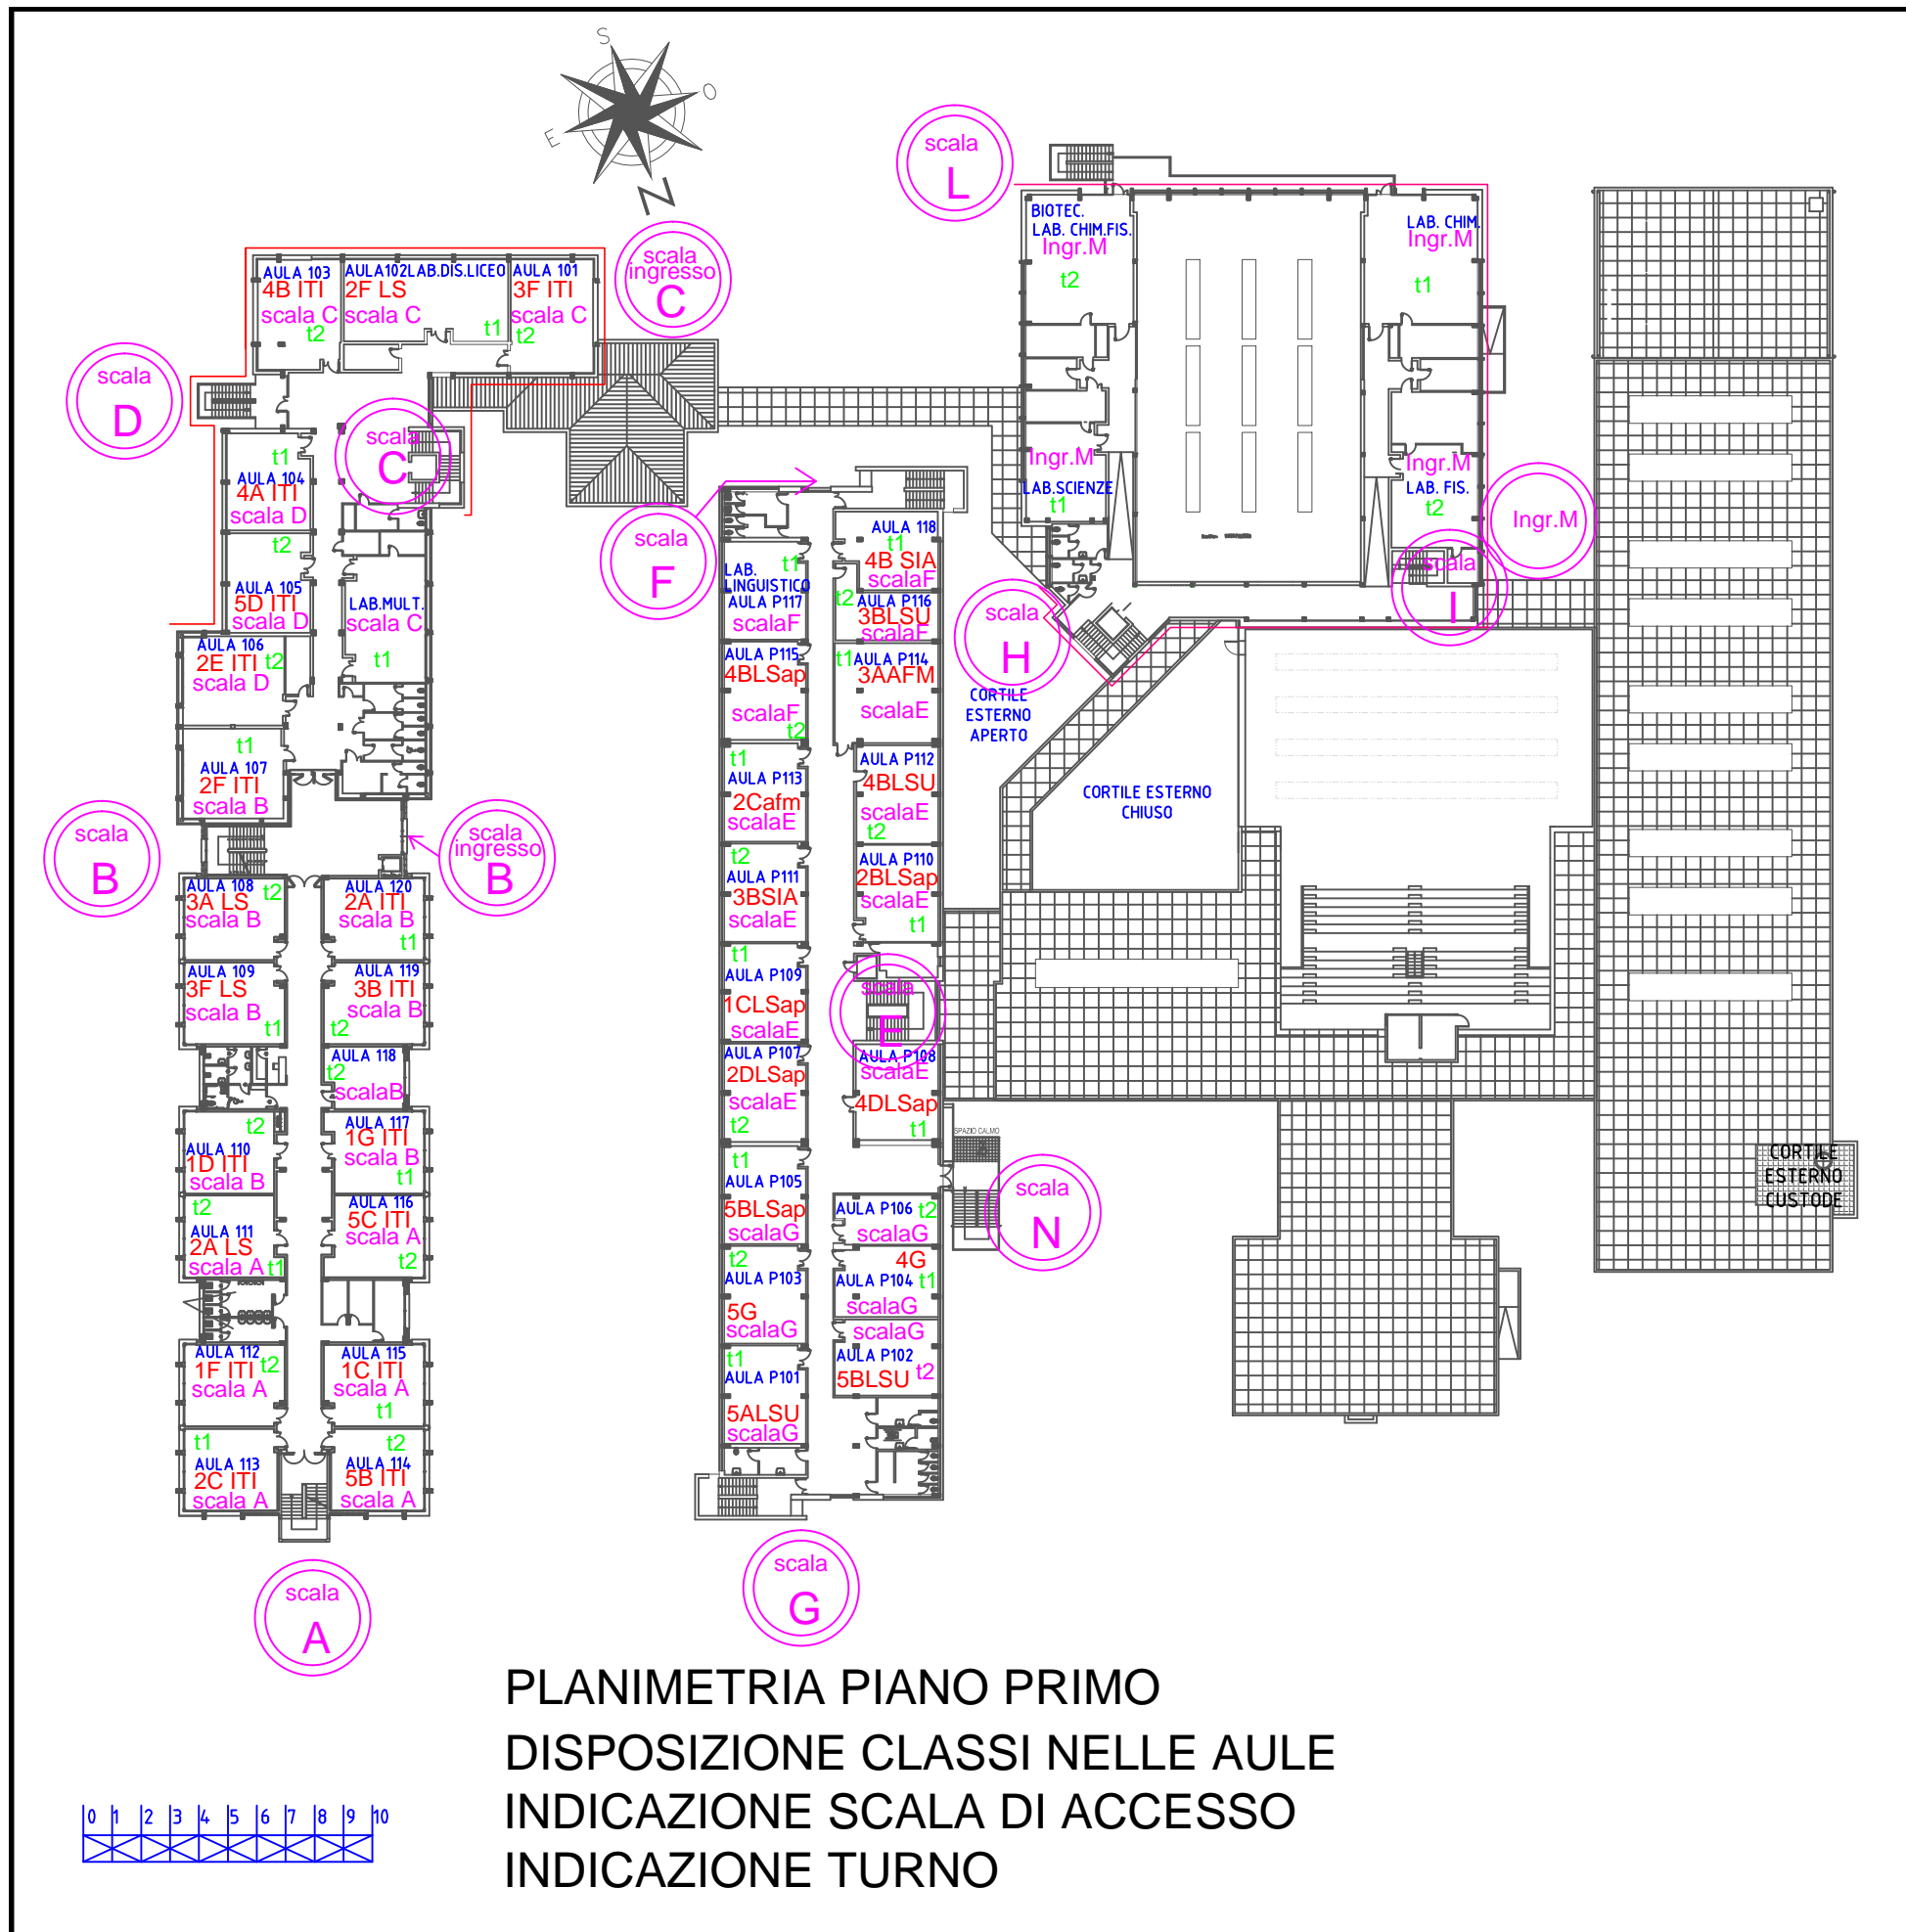 S
O
E
N
scala
L
scala
ingresso
C
scala
D
scala
C
AULA 103
4B ITI
scala C
t2
AULA102LAB.DIS.LICEO
2F LS
scala C
t1
AULA 101
3F ITI
scala C
t2
t1
AULA 104
4A ITI
scala D
t2
AULA 105
5D ITI
scala D
LAB.MULT.
scala C
t1
AULA 106
2E ITI t2
scala D
t1
AULA 107
2F ITI
scala B
scala
B
scala
ingresso
B
AULA 108
3A LS t2
scala B
AULA 120
2A ITI
scala B
t1
AULA 109
3F LS
scala B
t1
AULA 119
3B ITI
scala B
t2
AULA 118
t2
scalaB
t2
AULA 110
1D ITI
scala B
AULA 117
1G ITI
scala B
t1
t2
AULA 111
2A LS
scala A t1
AULA 116
5C ITI
scala A
t2
AULA 112
1F ITI t2
scala A
AULA 115
1C ITI
scala A
t1
t1
AULA 113
2C ITI
scala A
t2
AULA 114
5B ITI
scala A
scala
A
scala
F
t1
LAB.
LINGUISTICO
AULA P117
scalaF
AULA 118
t1
4B SIA
scalaF
t2 AULA P116
3BLSU
scalaF
AULA P115
4BLSap
scalaF
t2
t1 AULA P114
3AAFM
scalaE
t1
AULA P113
2Cafm
scalaE
AULA P112
4BLSU
scalaE
t2
t2
AULA P111
3BSIA
scalaE
AULA P110
2BLSap
scalaE
t1
t1
AULA P109
1CLSap
scalaE
scala
E
AULA P107
2DLSap
scalaE
t2
AULA P108
scalaE
4DLSap
t1
SPAZIO CALMO
t1
AULA P105
5BLSap
scalaG
AULA P106 t2
scalaG
scala
N
t2
AULA P103
5G
scalaG
4G
AULA P104 t1
scalaG
t1
AULA P101
5ALSU
scalaG
scalaG
AULA P102
5BLSU t2
scala
G
BIOTEC.
LAB. CHIM.FIS.
Ingr.M
t2
LAB. CHIM.
Ingr.M
t1
Ingr.M
LAB.SCIENZE
t1
Ingr.M
LAB. FIS.
t2
Ingr.M
scala
I
scala
H
CORTILE
ESTERNO
APERTO
CORTILE ESTERNO
CHIUSO
CORTILE
ESTERNO
CUSTODE
PLANIMETRIA PIANO PRIMO
DISPOSIZIONE CLASSI NELLE AULE
INDICAZIONE SCALA DI ACCESSO
INDICAZIONE TURNO
0 1 2 3 4 5 6 7 8 9 10